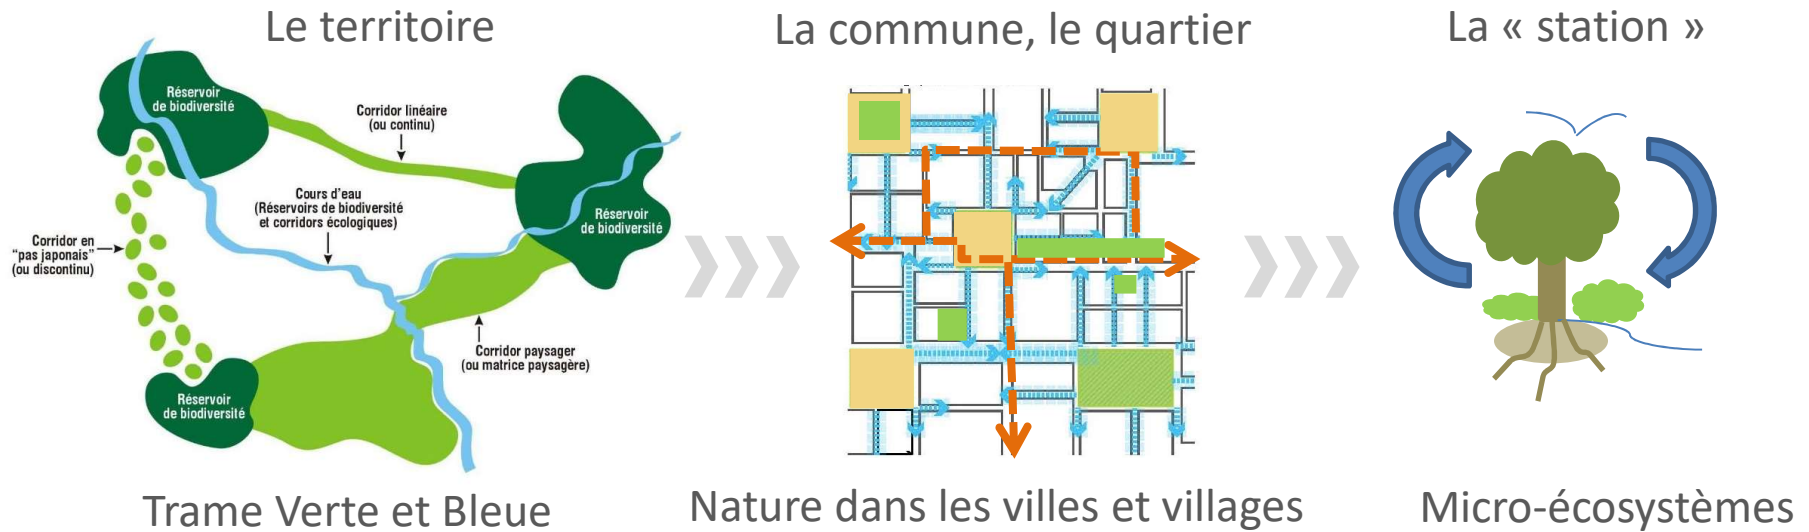 Le territoire
La commune, le quartier
La « station »
Réservoir
de biodiversité
Corridor linéaire
(ou continu)
Cours d'eau
(Réservoirs de biodiversité
et corridors écologiques)
Réservoir
de biodiversité
Corridor en
"pas japonais"
(ou discontinu)
Corridor paysager
(ou matrice paysagère)
Réservoir
de biodiversité
Trame Verte et Bleue
Nature dans les villes et villages
Micro-écosystèmes